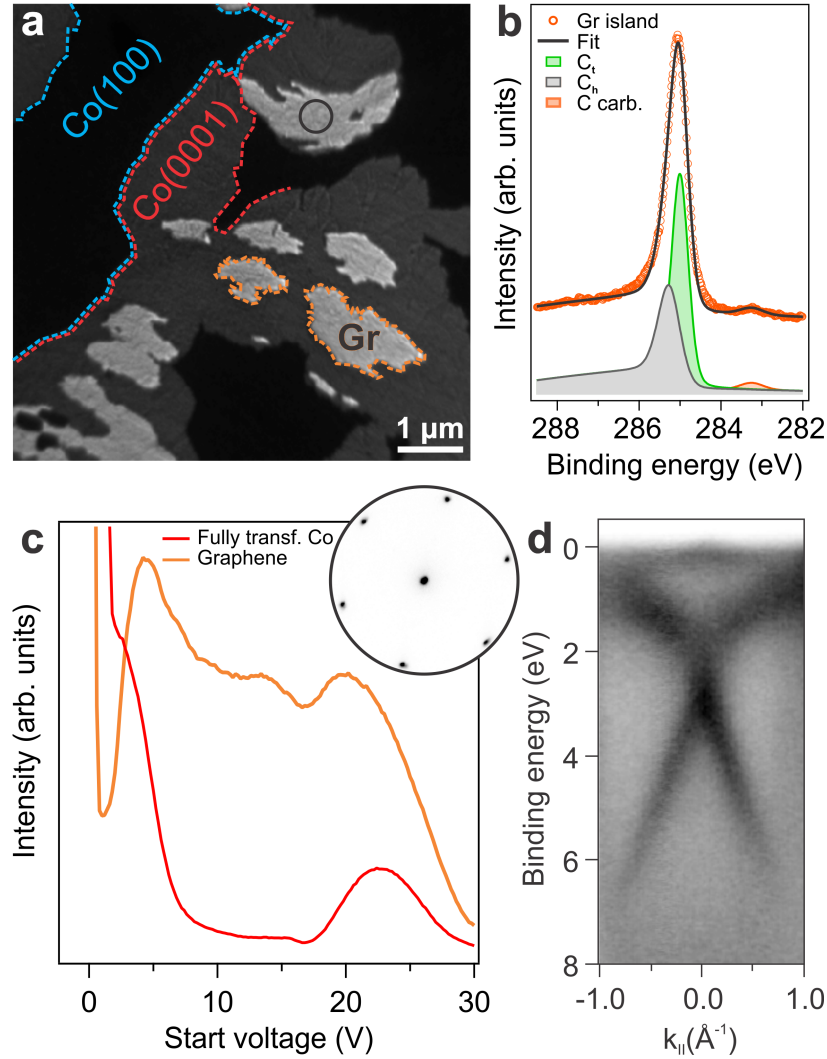 a
Co(100)
Co(0001)
Gr
1 µm
b
Gr island
Fit
Ct
Ch
C carb.
Intensity (arb. units)
288
286
284
282
Binding energy (eV)
c
Fully transf. Co
Graphene
Intensity (arb. units)
0
10
20
30
Start voltage (V)
d
Binding energy (eV)
0
2
4
6
8
-1.0
0.0
1.0
k||(Å-1)